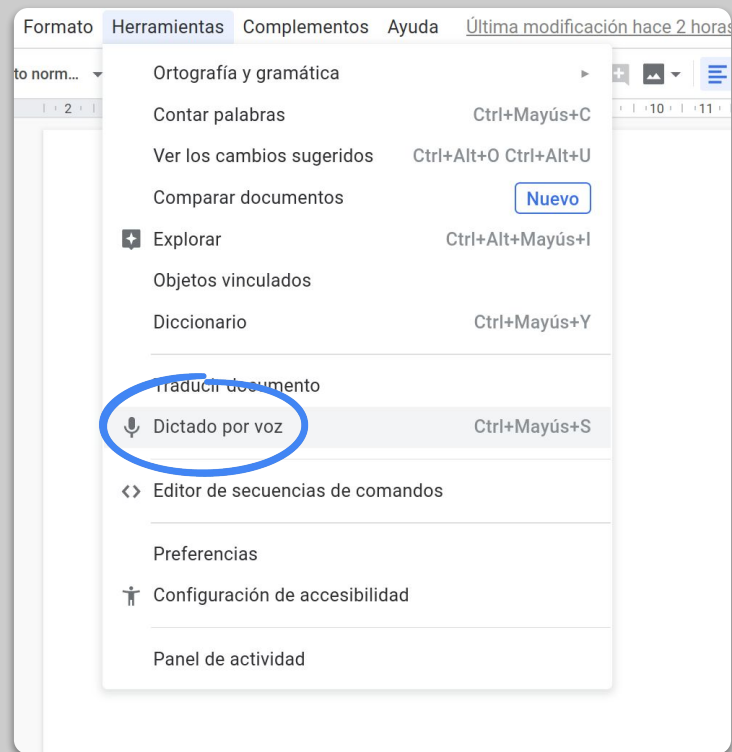 Formato Herramientas Complementos Ayuda Última modificación hace 2 horas
to norm...
2 10 11
Ortografía y gramática
Contar palabras Ctrl+Mayús+C
Ver los cambios sugeridos Ctrl+Alt+O Ctrl+Alt+U
Comparar documentos Nuevo
Explorar Ctrl+Alt+Mayús+I
Objetos vinculados
Diccionario Ctrl+Mayús+Y
Traducir documento
Dictado por voz Ctrl+Mayús+S
Editor de secuencias de comandos
Preferencias
Configuración de accesibilidad
Panel de actividad